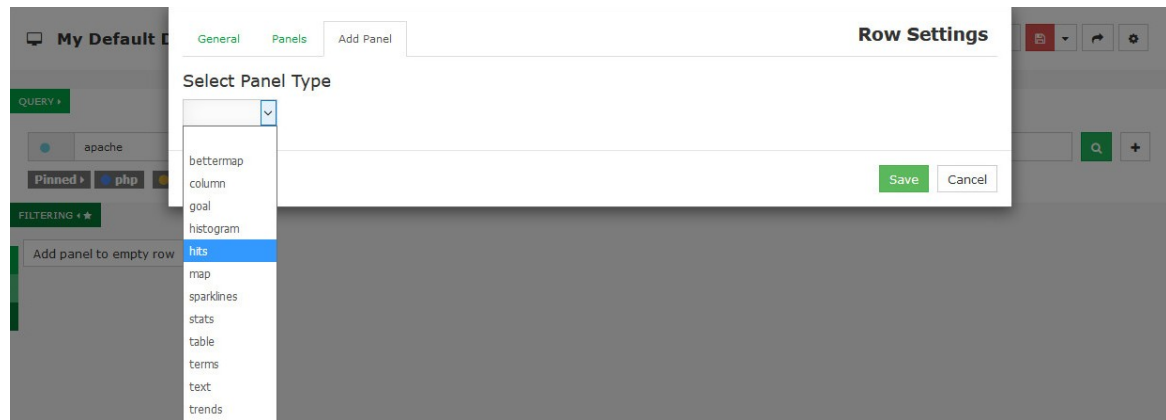 My Default D
General Panels Add Panel
Row Settings
Select Panel Type
QUERY
apache
Pinned php
FILTERING
Add panel to empty row
bettermap
column
goal
histogram
hits
map
sparklines
stats
table
terms
text
trends
Save Cancel